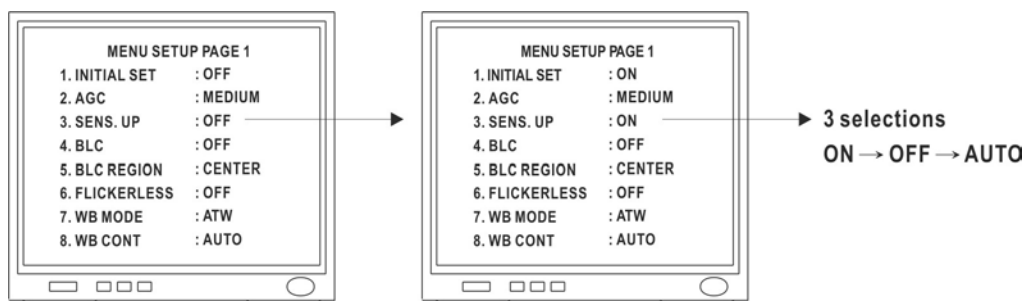 MENU SETUP PAGE 1
1. INITIAL SET : OFF
2. AGC : MEDIUM
3. SENS. UP : OFF
4. BLC : OFF
5. BLC REGION : CENTER
6. FLICKERLESS : OFF
7. WB MODE : ATW
8. WB CONT : AUTO
MENU SETUP PAGE 1
1. INITIAL SET : ON
2. AGC : MEDIUM
3. SENS. UP : ON
4. BLC : OFF
5. BLC REGION : CENTER
6. FLICKERLESS : OFF
7. WB MODE : ATW
8. WB CONT : AUTO
3 selections
ON → OFF → AUTO